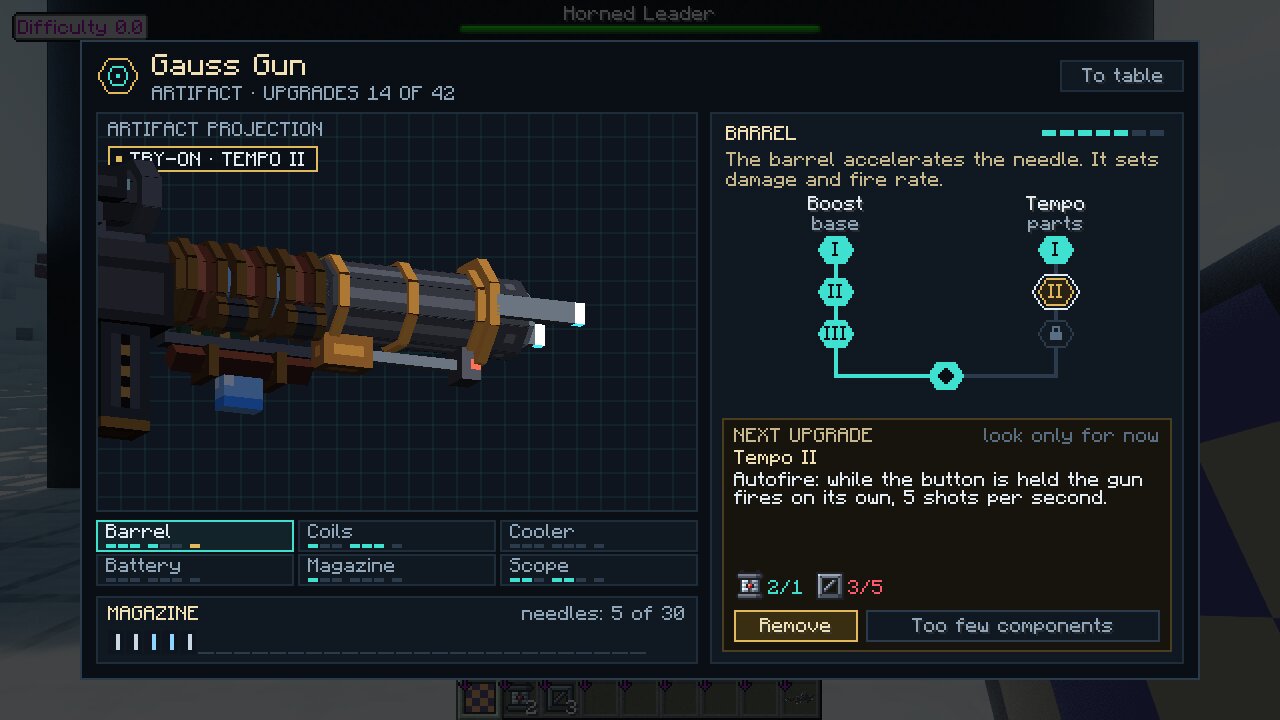 Horned Leader
Difficulty 0.0
Gauss Gun
ARTIFACT · UPGRADES 14 OF 42
To table
ARTIFACT PROJECTION
TRY-ON · TEMPO II
BARREL
The barrel accelerates the needle. It sets
damage and fire rate.
Boost
base
Tempo
parts
I
I
II
II
III
NEXT UPGRADE
look only for now
Tempo II
Autofire: while the button is held the gun
fires on its own, 5 shots per second.
2/1
3/5
Remove
Too few components
Barrel
Coils
Cooler
Battery
Magazine
Scope
MAGAZINE
needles: 5 of 30
2
3